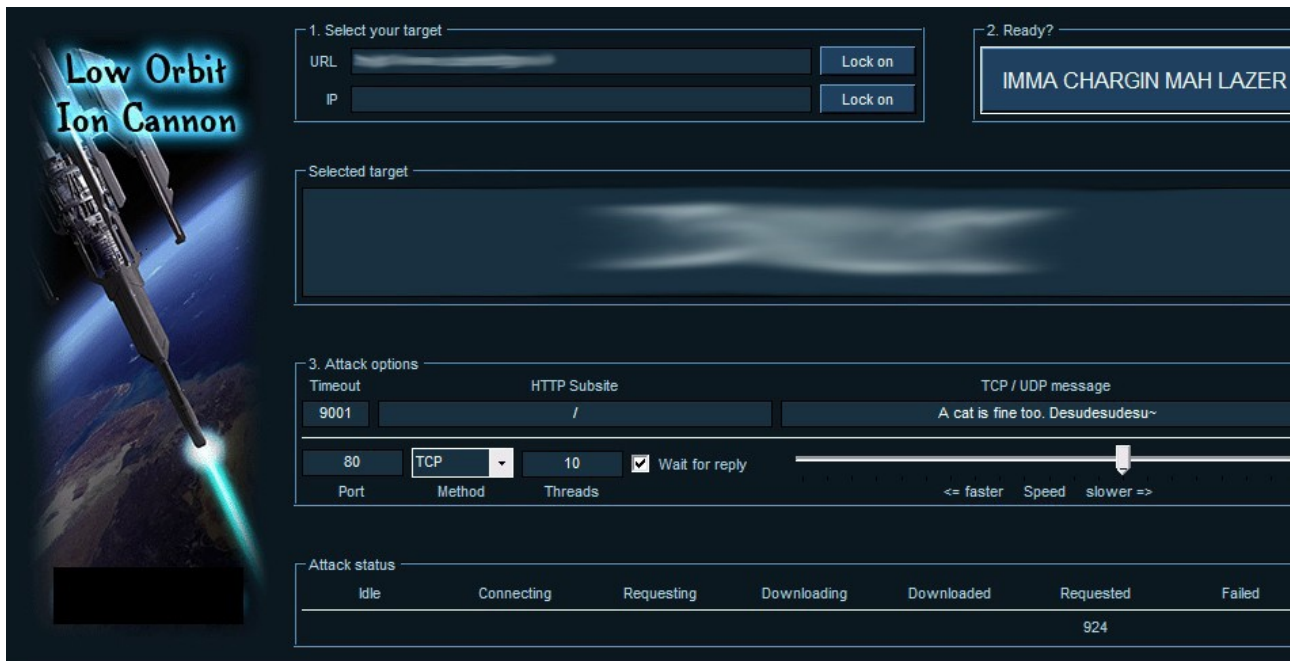 Low Orbit
Ion Cannon
1. Select your target
URL
Lock on
IP
Lock on
2. Ready?
IMMA CHARGIN MAH LAZER
Selected target
3. Attack options
Timeout HTTP Subsite TCP / UDP message
9001 / A cat is fine too. Desudesudesu~
80 TCP 10 Wait for reply
Port Method Threads <= faster Speed slower =>
Attack status
Idle Connecting Requesting Downloading Downloaded Requested Failed
924